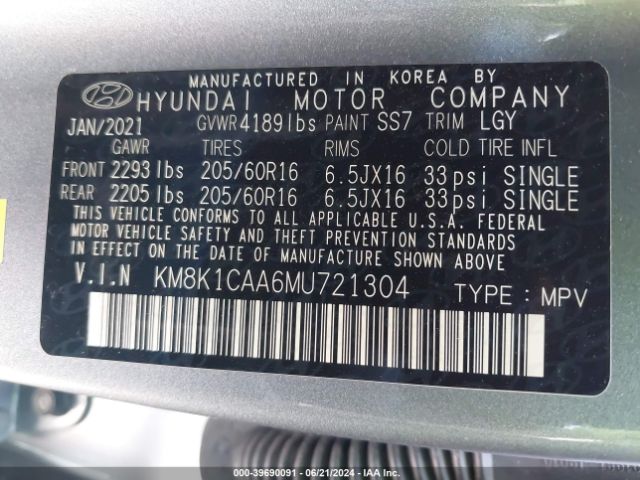 MANUFACTURED IN KOREA BY
HYUNDAI MOTOR COMPANY
JAN/2021 GVWR 4189lbs PAINT SS7 TRIM LGY
GAWR TIRES RIMS COLD TIRE INFL
FRONT 2293 lbs 205/60R16 6.5JX16 33psi SINGLE
REAR 2205 lbs 205/60R16 6.5JX16 33psi SINGLE
THIS VEHICLE CONFORMS TO ALL APPLICABLE U.S.A. FEDERAL
MOTOR VEHICLE SAFETY AND THEFT PREVENTION STANDARDS
IN EFFECT ON THE DATE OF MANUFACTURE SHOWN ABOVE.
V.I.N KM8K1CAA6MU721304 TYPE : MPV
000-39690091 - 06/21/2024 - IAA Inc.